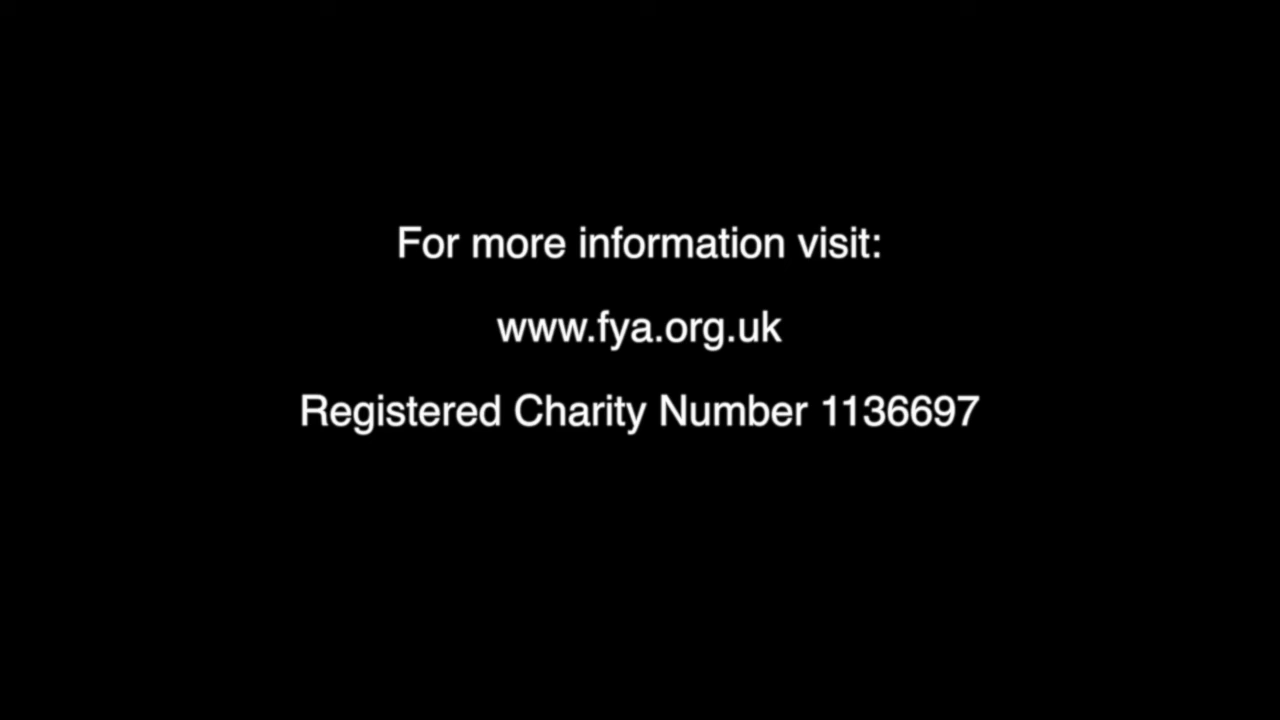 For more information visit:
www.fya.org.uk
Registered Charity Number 1136697